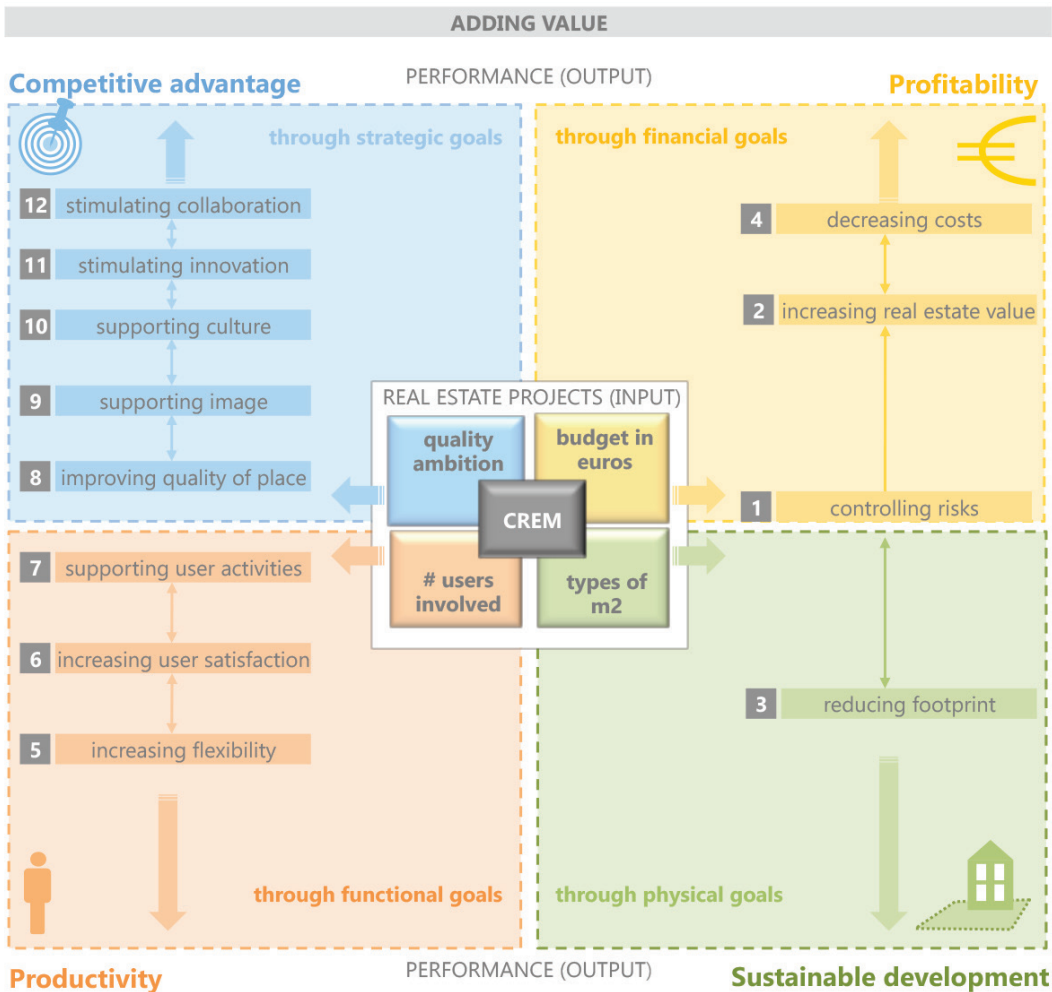 ADDING VALUE
PERFORMANCE (OUTPUT)
Competitive advantage
Profitability
through strategic goals
through financial goals
12 stimulating collaboration
11 stimulating innovation
10 supporting culture
9 supporting image
8 improving quality of place
4 decreasing costs
2 increasing real estate value
1 controlling risks
REAL ESTATE PROJECTS (INPUT)
quality
ambition
budget in
euros
CREM
# users
involved
types of
m2
7 supporting user activities
6 increasing user satisfaction
5 increasing flexibility
3 reducing footprint
through functional goals
through physical goals
Productivity
PERFORMANCE (OUTPUT)
Sustainable development